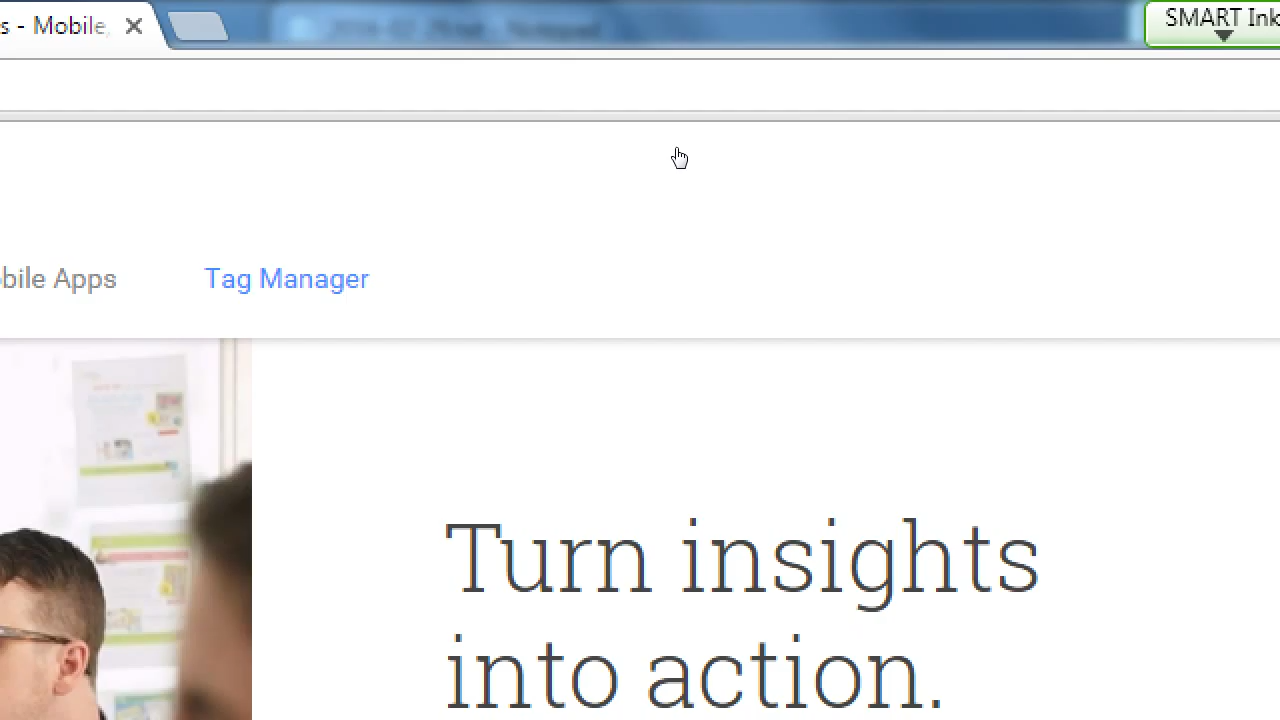 s - Mobile,
SMART Ink
bile Apps
Tag Manager
Turn insights
into action.